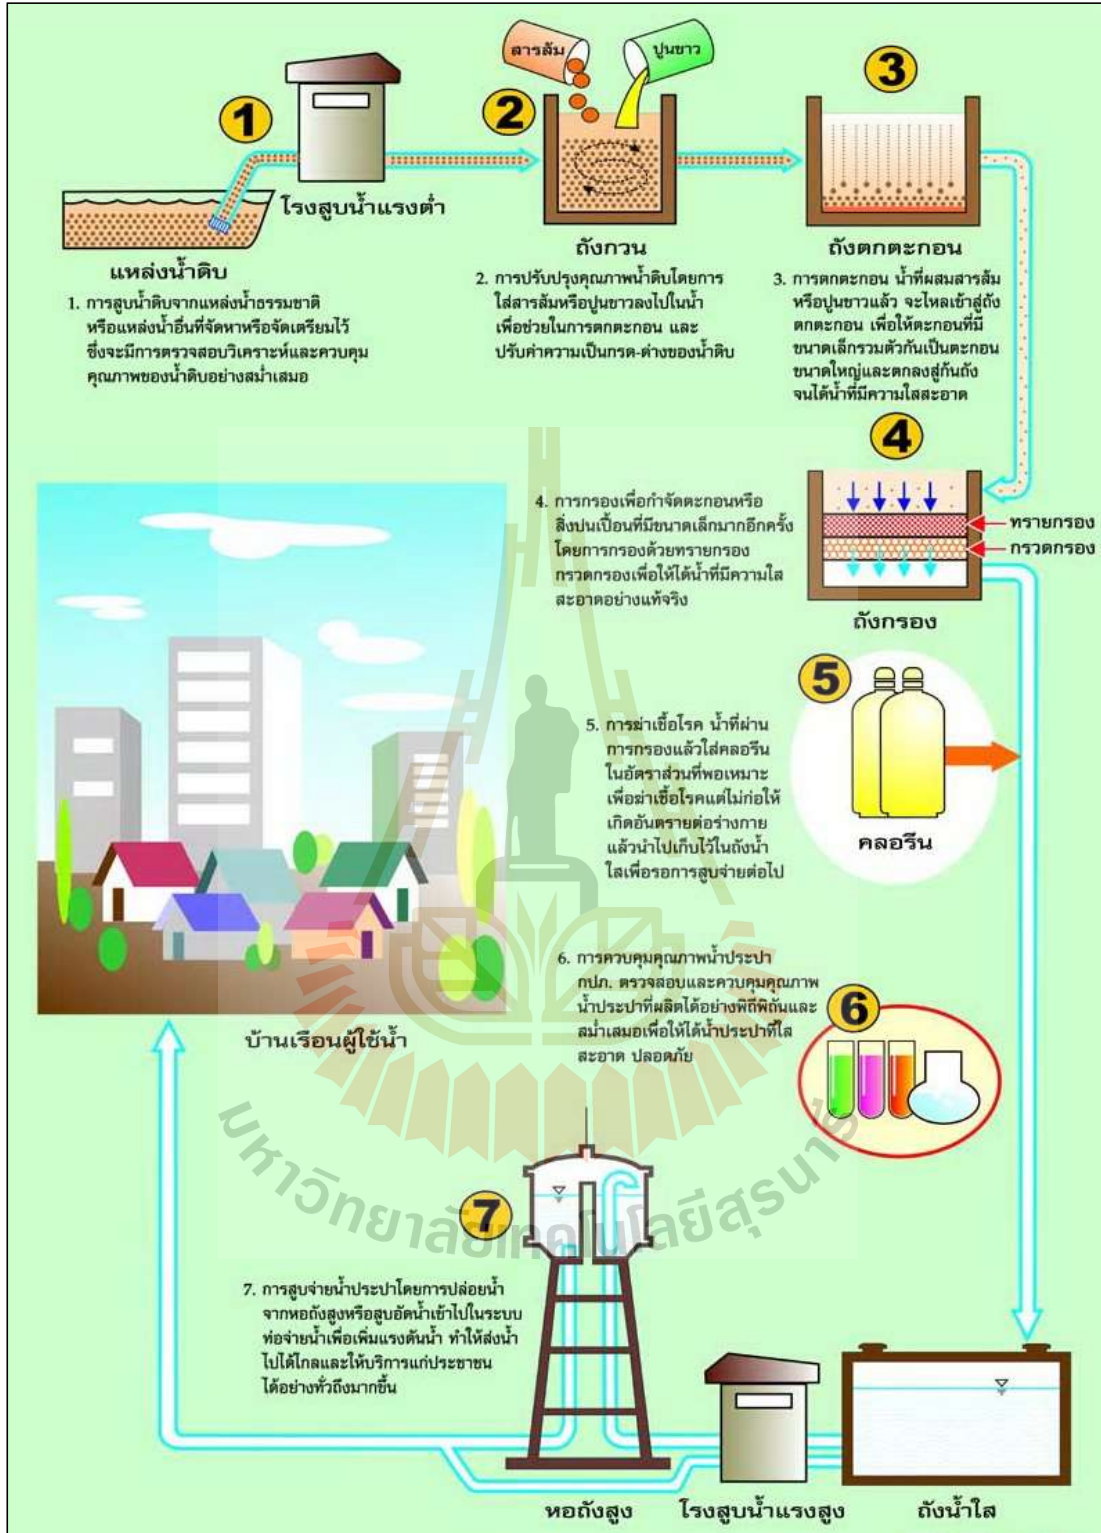 สารส้ม
ปูนขาว
1
2
3
โรงสูบน้ำแรงต่ำ
แหล่งน้ำดิบ
1. การสูบน้ำดิบจากแหล่งน้ำธรรมชาติ
หรือแหล่งน้ำอื่นที่จัดหาหรือจัดเตรียมไว้
ซึ่งจะมีการตรวจสอบวิเคราะห์และควบคุม
คุณภาพของน้ำดิบอย่างสม่ำเสมอ
ถังกวน
2. การปรับปรุงคุณภาพน้ำดิบโดยการ
ใส่สารส้มหรือปูนขาวลงไปในน้ำ
เพื่อช่วยในการตกตะกอน และ
ปรับค่าความเป็นกรด-ด่างของน้ำดิบ
ถังตกตะกอน
3. การตกตะกอน น้ำที่ผสมสารส้ม
หรือปูนขาวแล้ว จะไหลเข้าสู่ถัง
ตกตะกอน เพื่อให้ตะกอนที่มี
ขนาดเล็กรวมตัวกันเป็นตะกอน
ขนาดใหญ่และตกลงสู่ก้นถัง
จนได้น้ำที่มีความใสสะอาด
4
4. การกรองเพื่อกำจัดตะกอนหรือ
สิ่งปนเปื้อนที่มีขนาดเล็กมากอีกครั้ง
โดยการกรองด้วยทรายกรอง
กรวดกรองเพื่อให้ได้น้ำที่มีความใส
สะอาดอย่างแท้จริง
ทรายกรอง
กรวดกรอง
ถังกรอง
5
5. การฆ่าเชื้อโรค น้ำที่ผ่าน
การกรองแล้วใส่คลอรีน
ในอัตราส่วนที่พอเหมาะ
เพื่อฆ่าเชื้อโรคแต่ไม่ก่อให้
เกิดอันตรายต่อร่างกาย
แล้วนำไปเก็บไว้ในถังน้ำ
ใสเพื่อรอการสูบจ่ายต่อไป
คลอรีน
6. การควบคุมคุณภาพน้ำประปา
กปภ. ตรวจสอบและควบคุมคุณภาพ
น้ำประปาที่ผลิตได้อย่างพิถีพิถันและ
สม่ำเสมอเพื่อให้ได้น้ำประปาที่ใส
สะอาด ปลอดภัย
6
บ้านเรือนผู้ใช้น้ำ
มหาวิทยาลัยเทคโนโลยีสุรนารี
7
7. การสูบจ่ายน้ำประปาโดยการปล่อยน้ำ
จากหอถังสูงหรือสูบอัดน้ำเข้าไปในระบบ
ท่อจ่ายน้ำเพื่อเพิ่มแรงดันน้ำ ทำให้ส่งน้ำ
ไปได้ไกลและให้บริการแก่ประชาชน
ได้อย่างทั่วถึงมากขึ้น
หอถังสูง
โรงสูบน้ำแรงสูง
ถังน้ำใส